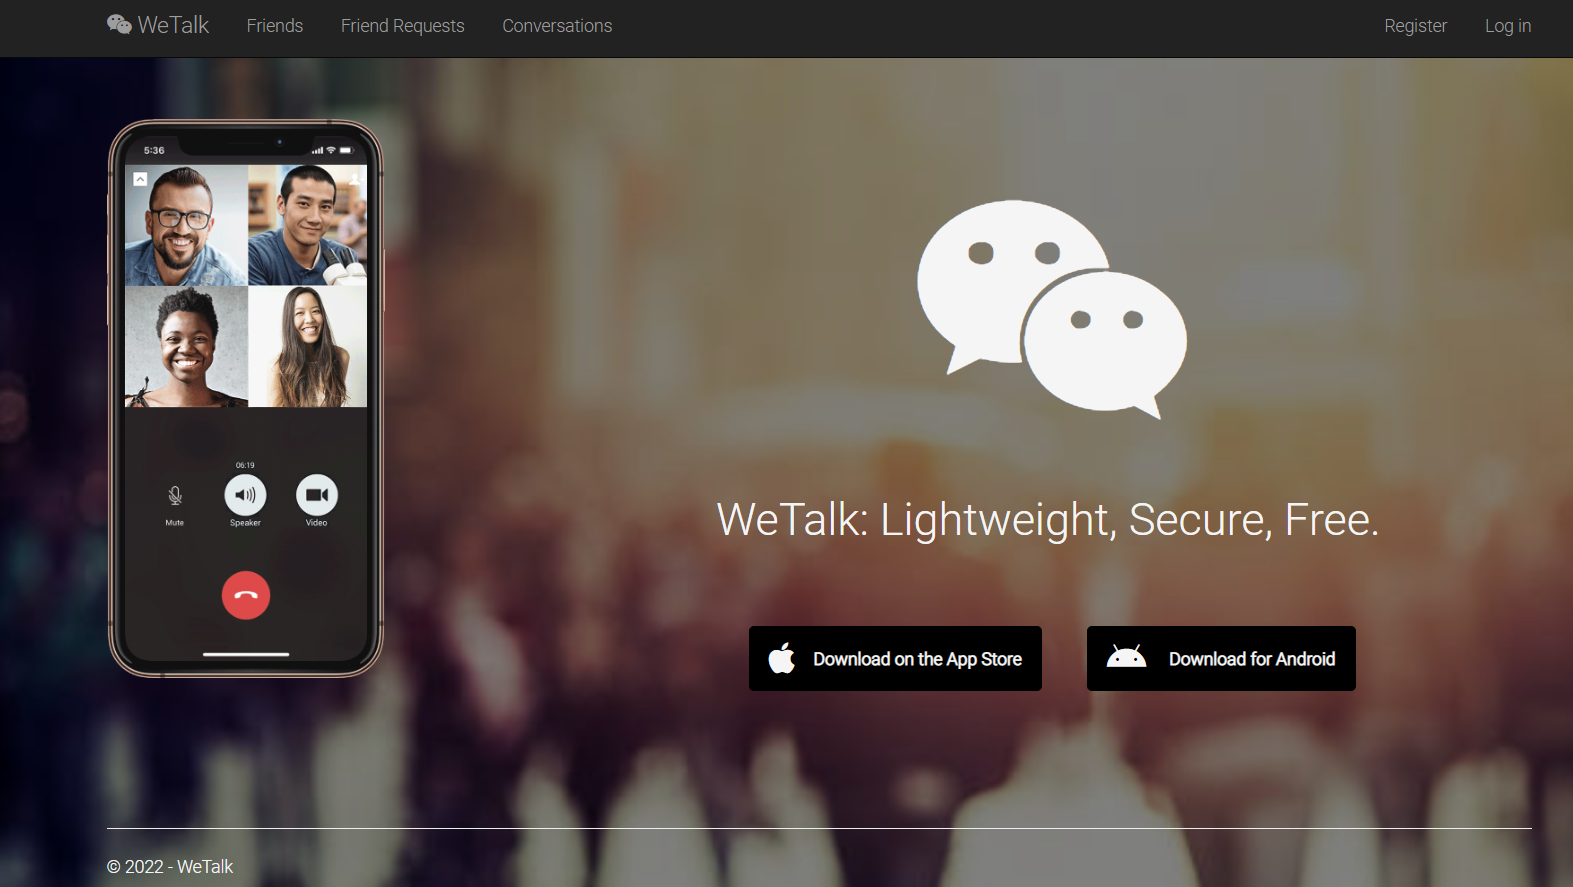 WeTalk Friends Friend Requests Conversations Register Log in
5:36
06:19
Mute Speaker Video
WeTalk: Lightweight, Secure, Free.
Download on the App Store Download for Android
© 2022 - WeTalk